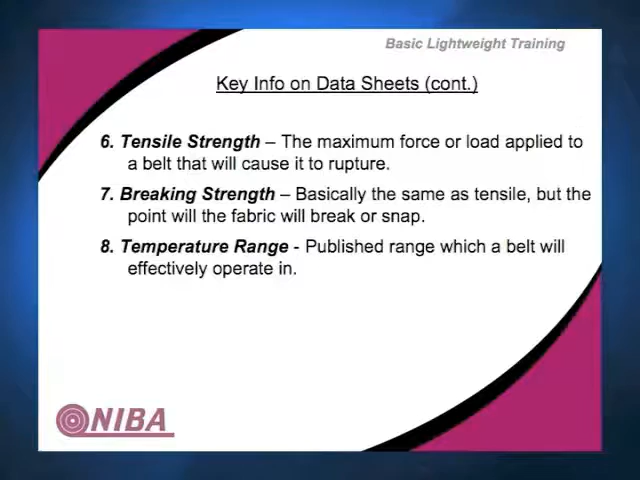 Basic Lightweight Training
Key Info on Data Sheets (cont.)
6. Tensile Strength – The maximum force or load applied to
a belt that will cause it to rupture.
7. Breaking Strength – Basically the same as tensile, but the
point will the fabric will break or snap.
8. Temperature Range - Published range which a belt will
effectively operate in.
NIBA